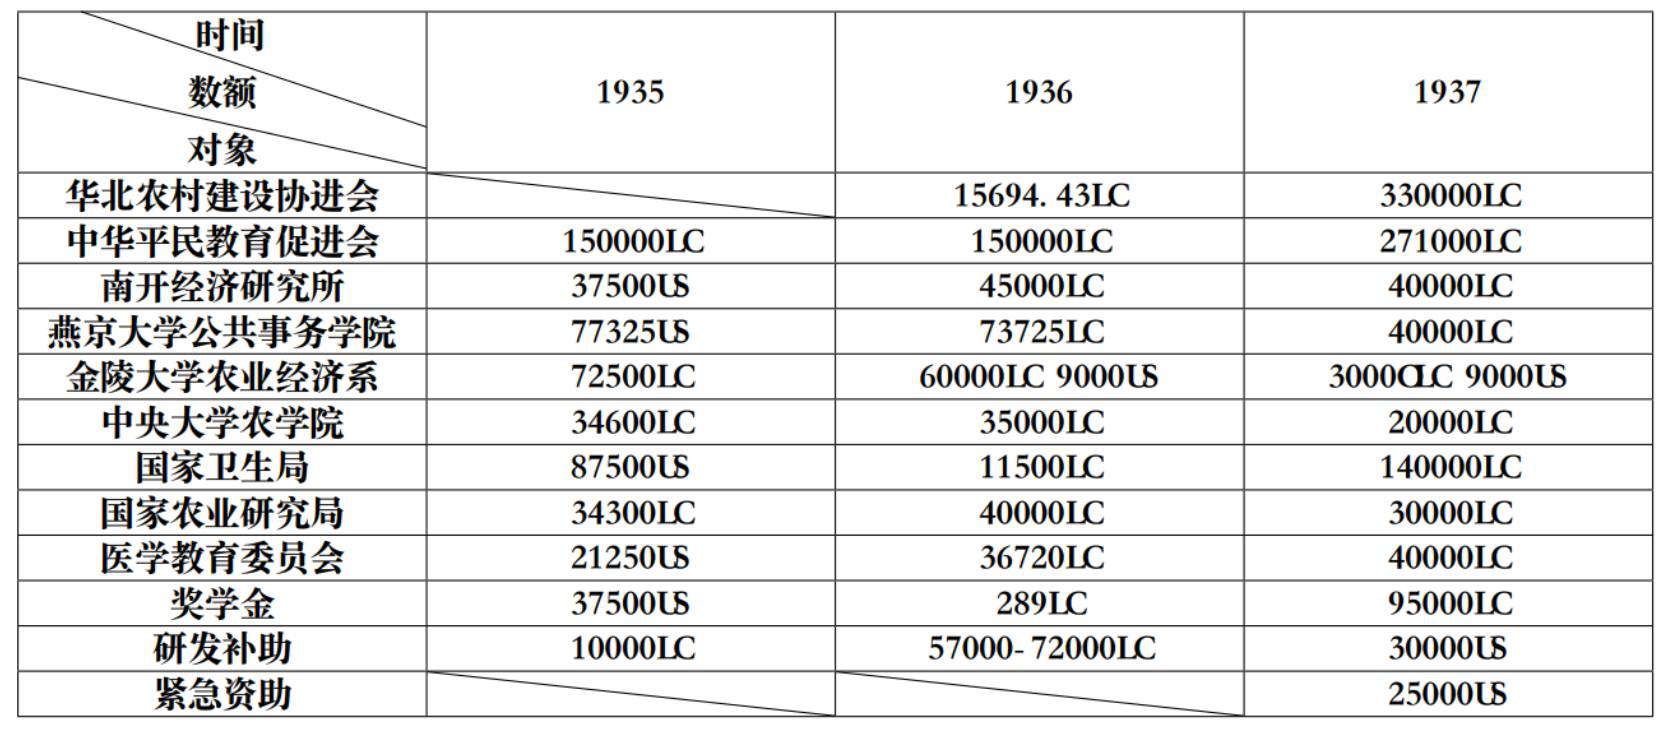 时间
数额
对象
1935 1936 1937
华北农村建设协进会 15694. 43LC 330000LC
中华平民教育促进会 150000LC 150000LC 271000LC
南开经济研究所 37500US 45000LC 40000LC
燕京大学公共事务学院 77325US 73725LC 40000LC
金陵大学农业经济系 72500LC 60000LC 9000US 30000LC 9000US
中央大学农学院 34600LC 35000LC 20000LC
国家卫生局 87500US 11500LC 140000LC
国家农业研究局 34300LC 40000LC 30000LC
医学教育委员会 21250US 36720LC 40000LC
奖学金 37500US 289LC 95000LC
研发补助 10000LC 57000-72000LC 30000US
紧急资助 25000US